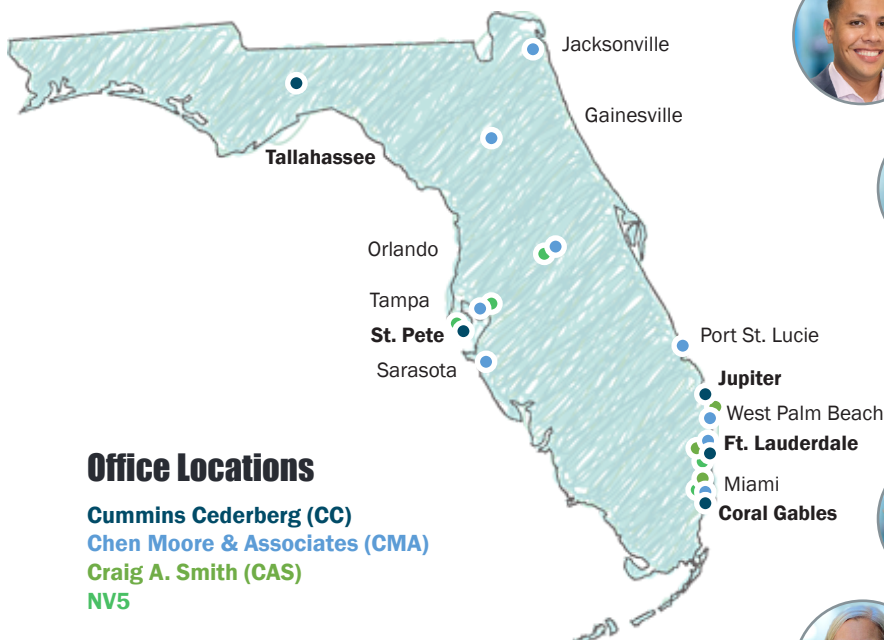 Jacksonville
Gainesville
Tallahassee
Orlando
Tampa
St. Pete
Port St. Lucie
Sarasota
Jupiter
West Palm Beach
Ft. Lauderdale
Miami
Coral Gables
Office Locations
Cummins Cederberg (CC)
Chen Moore & Associates (CMA)
Craig A. Smith (CAS)
NV5